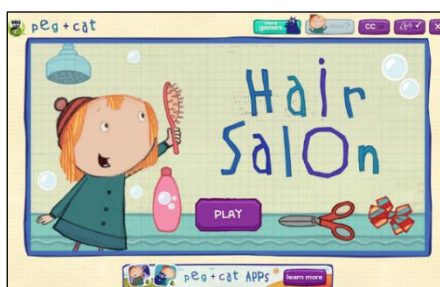 peg + cat
games
CC
Hair
Salon
PLAY
peg + cat APPS
learn more